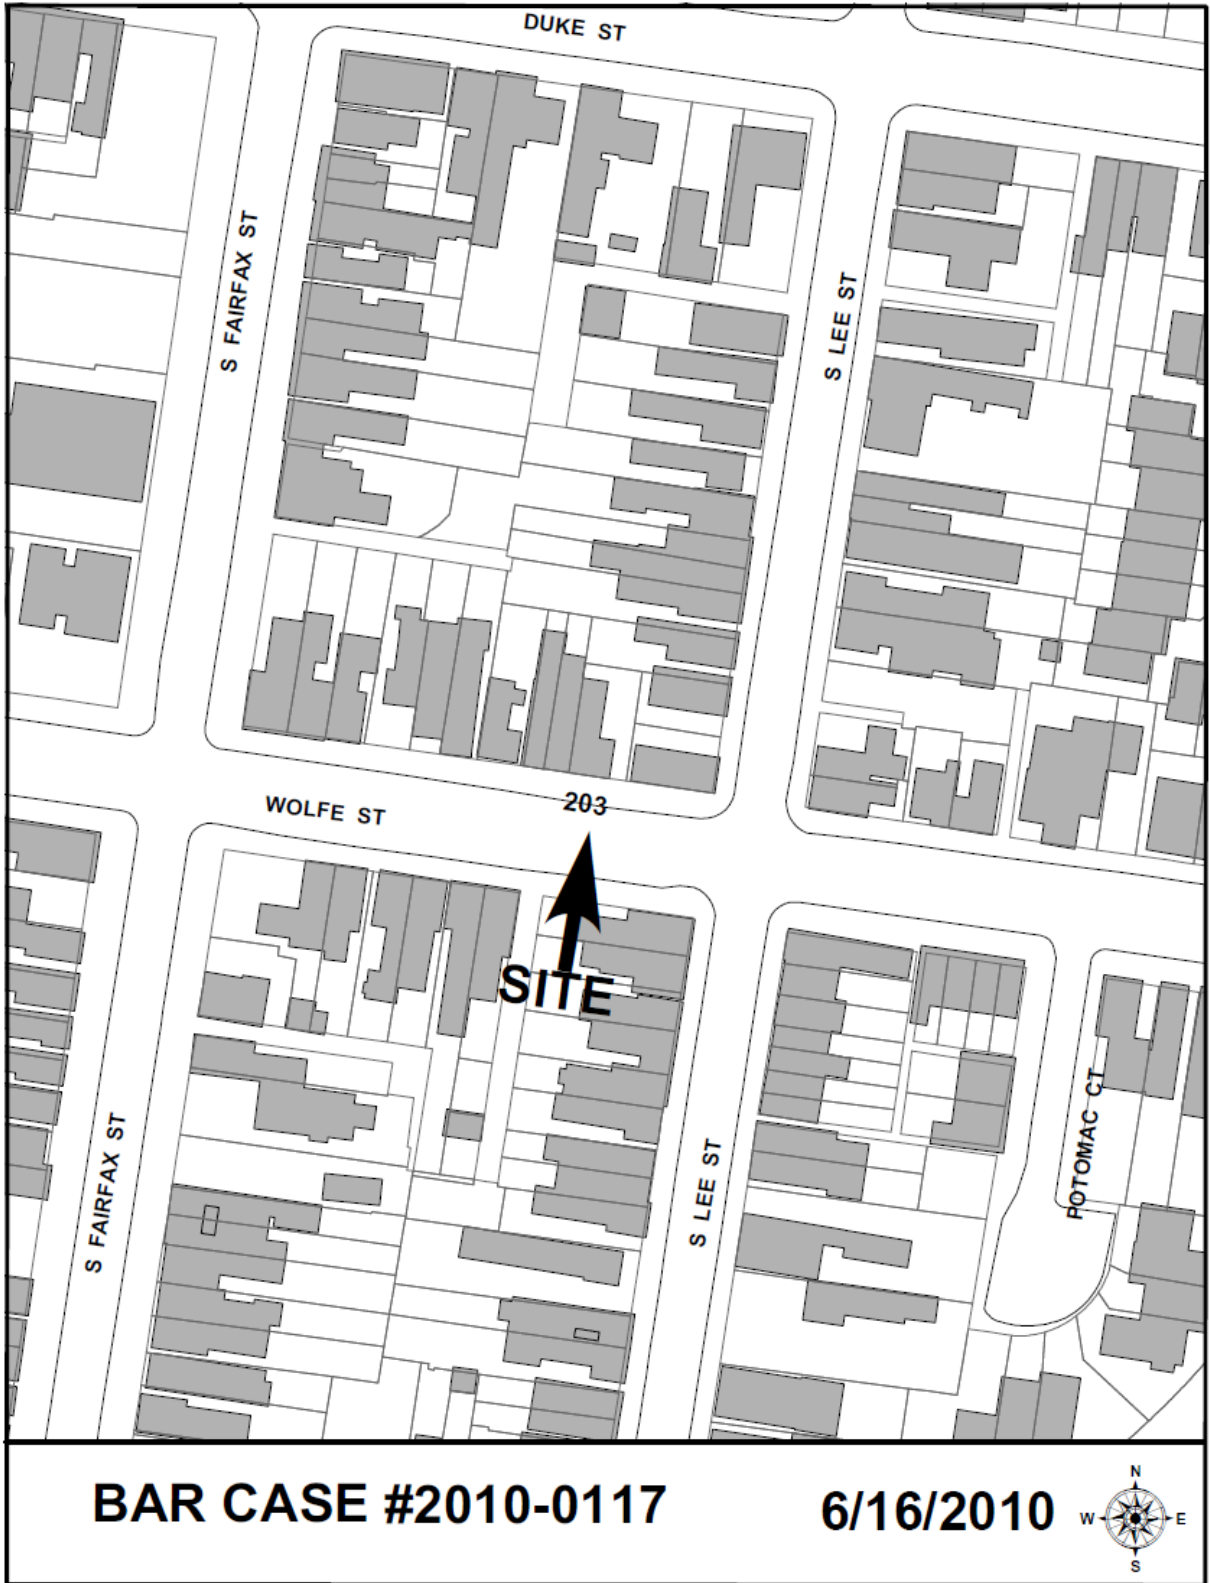 DUKE ST
S FAIRFAX ST
S LEE ST
203
WOLFE ST
SITE
POTOMAC CT
S FAIRFAX ST
S LEE ST
BAR CASE #2010-0117
6/16/2010
N
W E
S